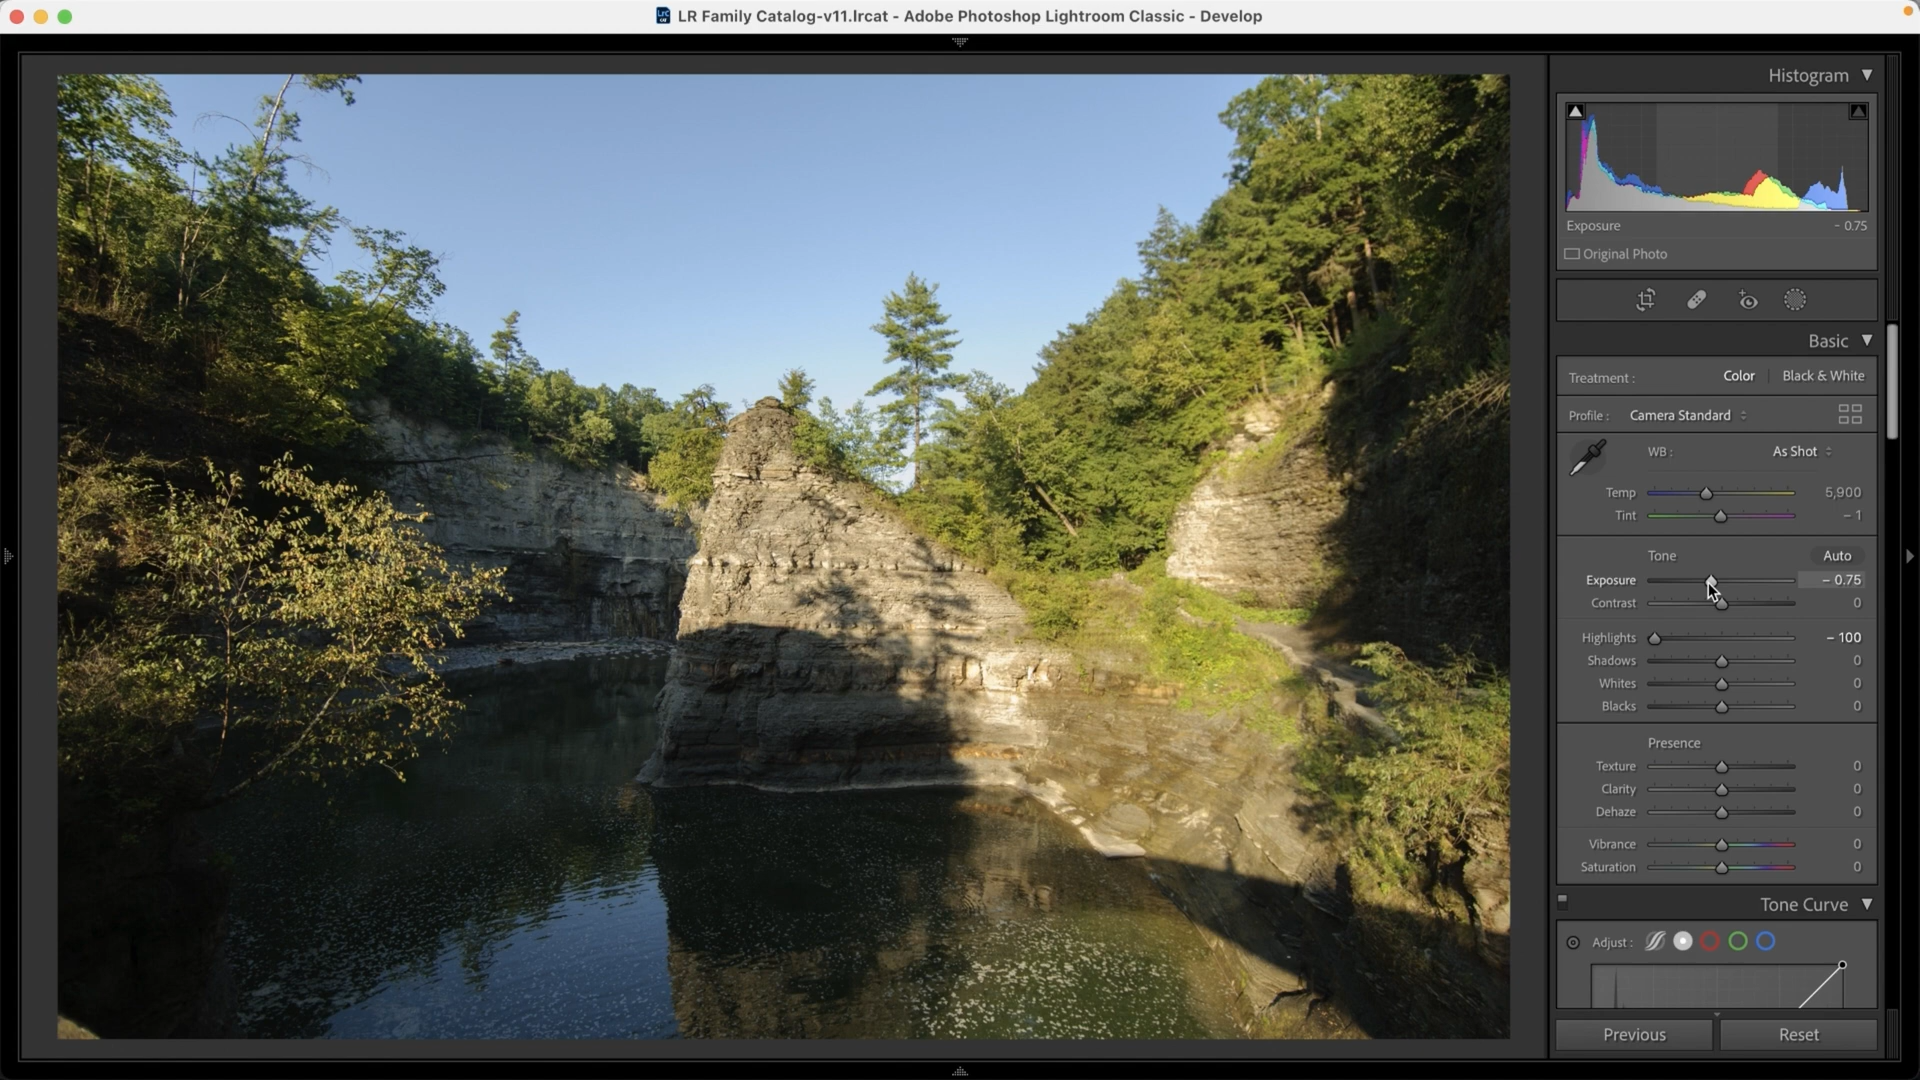 LR Family Catalog-v11.lrcat - Adobe Photoshop Lightroom Classic - Develop
Histogram
Exposure - 0.75
Original Photo
Basic
Treatment : Color Black & White
Profile : Camera Standard
WB : As Shot
Temp 5,900
Tint - 1
Tone Auto
Exposure - 0.75
Contrast 0
Highlights - 100
Shadows 0
Whites 0
Blacks 0
Presence
Texture 0
Clarity 0
Dehaze 0
Vibrance 0
Saturation 0
Tone Curve
Adjust :
Previous Reset